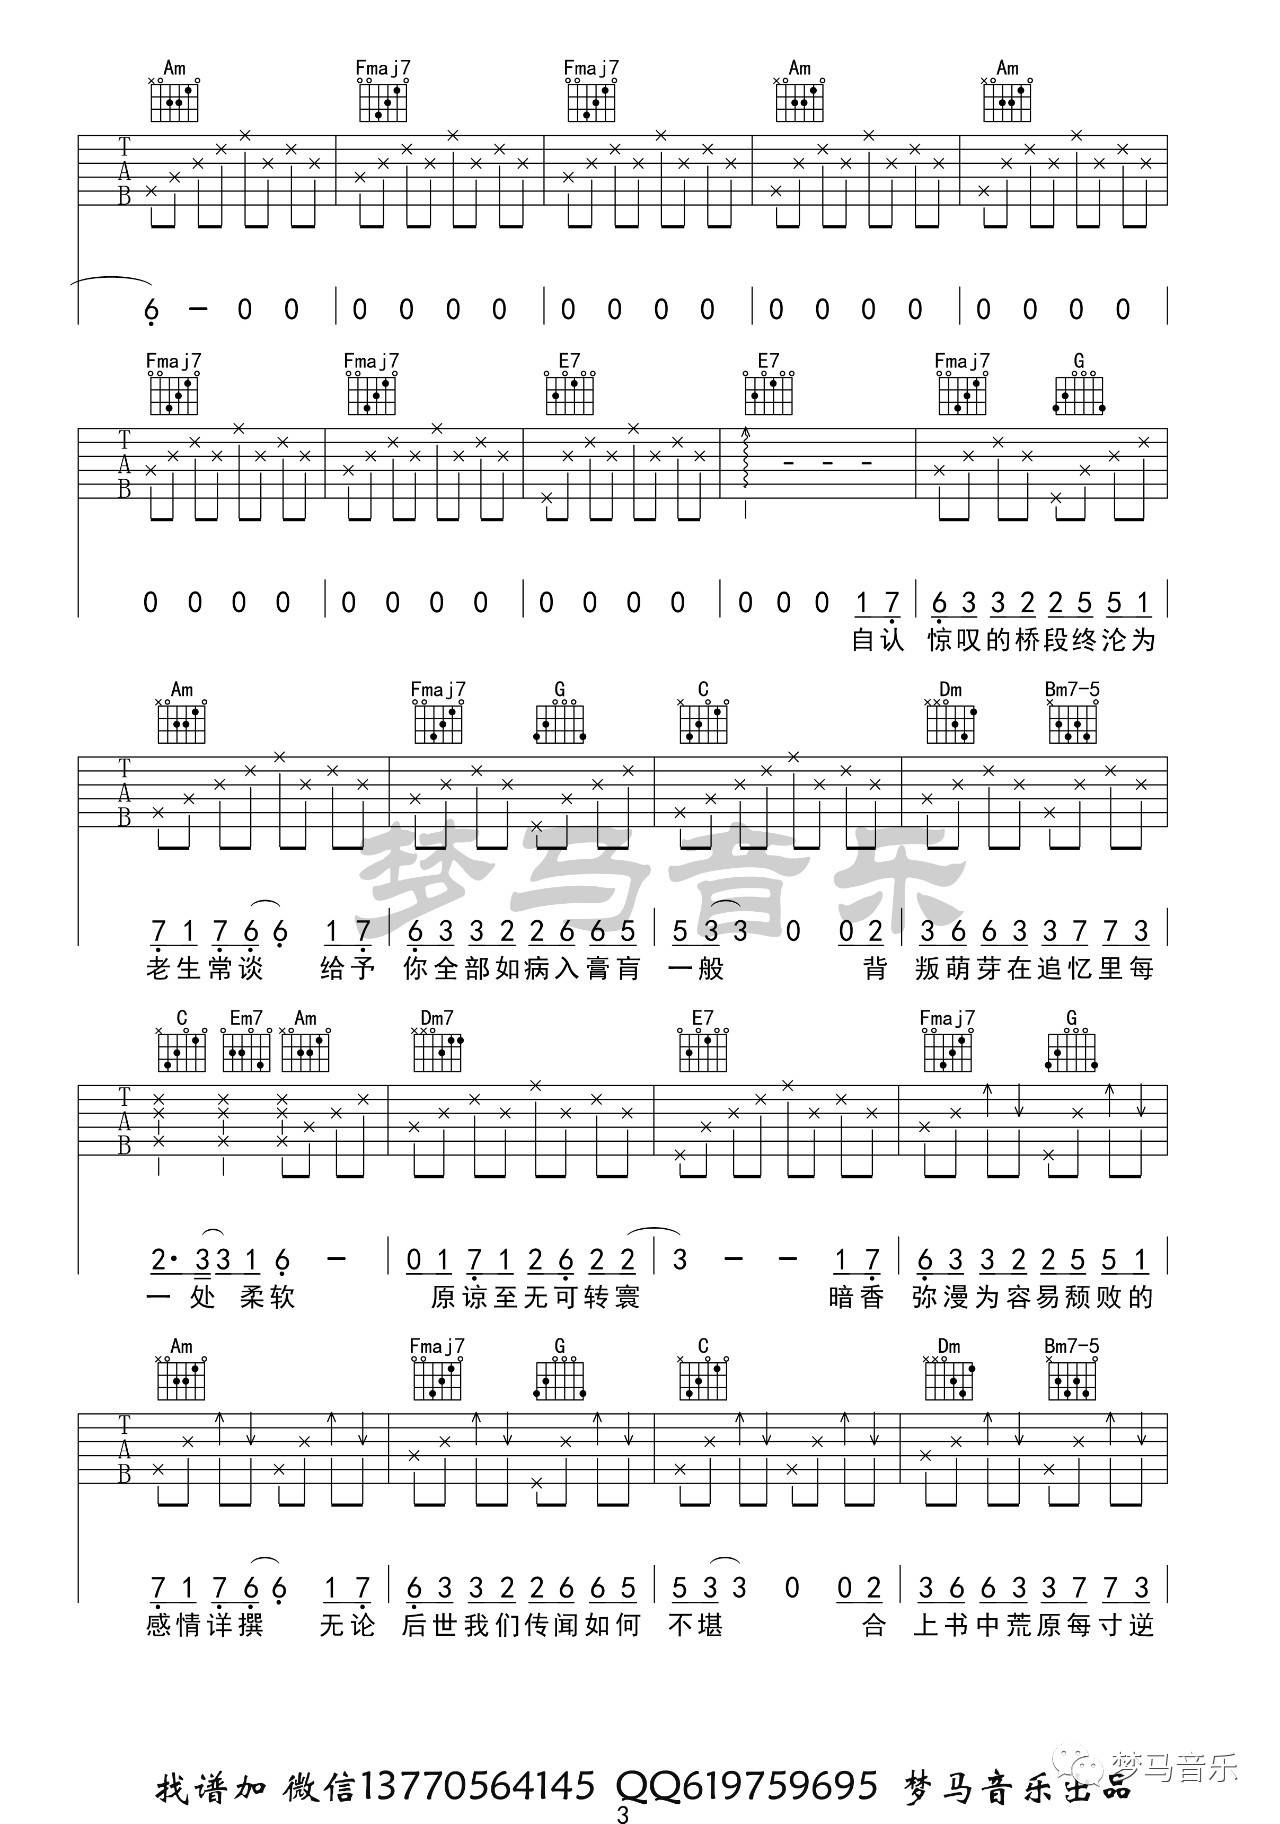 Am Fmaj7 Fmaj7 Am Am
T A B
6 - 0 0 | 0 0 0 0 | 0 0 0 0 | 0 0 0 0 | 0 0 0 0
Fmaj7 Fmaj7 E7 E7 Fmaj7 G
T A B
0 0 0 0 | 0 0 0 0 | 0 0 0 0 | 0 0 0 1 7 | 6 3 3 2 2 5 5 1
自认 惊叹的桥段终沦为
Am Fmaj7 G C Dm Bm7-5
T A B
梦马音乐
7 1 7 6 6 1 7 | 6 3 3 2 2 6 6 5 | 5 3 3 0 0 2 | 3 6 6 3 3 7 7 3
老生常谈 给予 你全部如病入膏肓 一般 背 叛萌芽在追忆里每
C Em7 Am Dm7 E7 Fmaj7 G
T A B
2· 3 3 1 6 - | 0 1 7 1 2 6 2 2 | 3 - - 1 7 | 6 3 3 2 2 5 5 1
一 处 柔软 原谅至无可转寰 暗香 弥漫为容易颓败的
Am Fmaj7 G C Dm Bm7-5
T A B
7 1 7 6 6 1 7 | 6 3 3 2 2 6 6 5 | 5 3 3 0 0 2 | 3 6 6 3 3 7 7 3
感情详撰 无论 后世我们传闻如何 不堪 合 上书中荒原每寸逆
梦马音乐
找谱加 微信13770564145 QQ619759695 梦马音乐出品
3